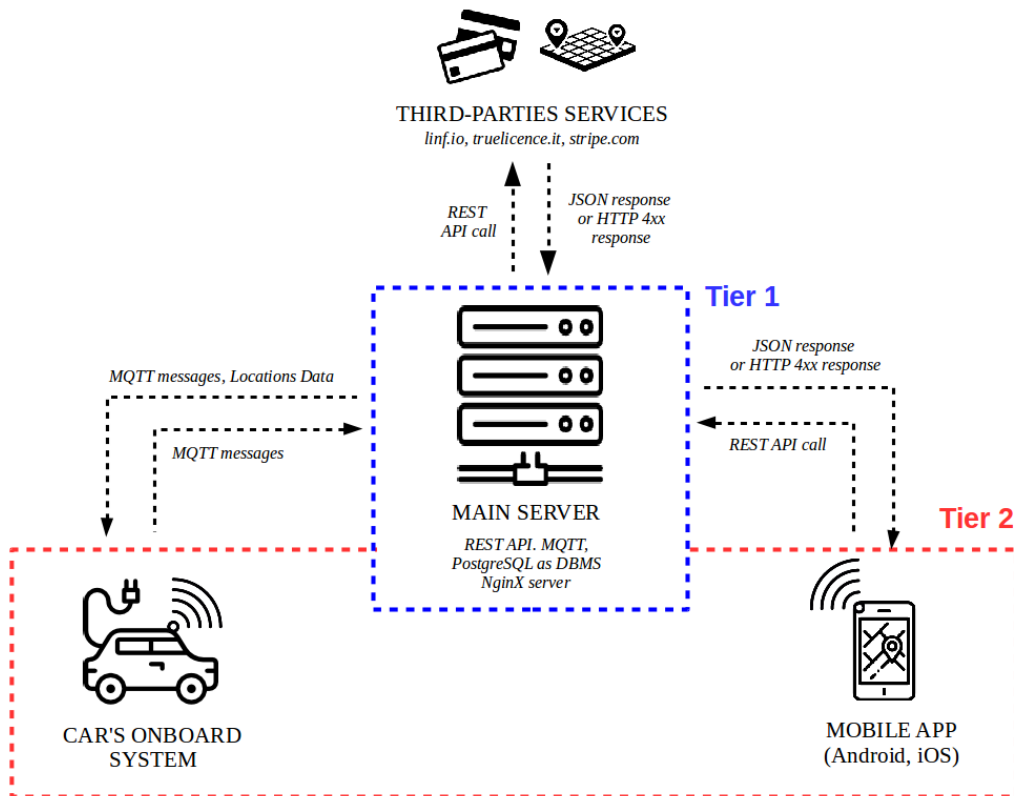 THIRD-PARTIES SERVICES
linf.io, truelicence.it, stripe.com
REST
API call
JSON response
or HTTP 4xx
response
Tier 1
JSON response
or HTTP 4xx response
MQTT messages, Locations Data
REST API call
MQTT messages
MAIN SERVER
Tier 2
REST API. MQTT,
PostgreSQL as DBMS
NginX server
CAR'S ONBOARD
SYSTEM
MOBILE APP
(Android, iOS)